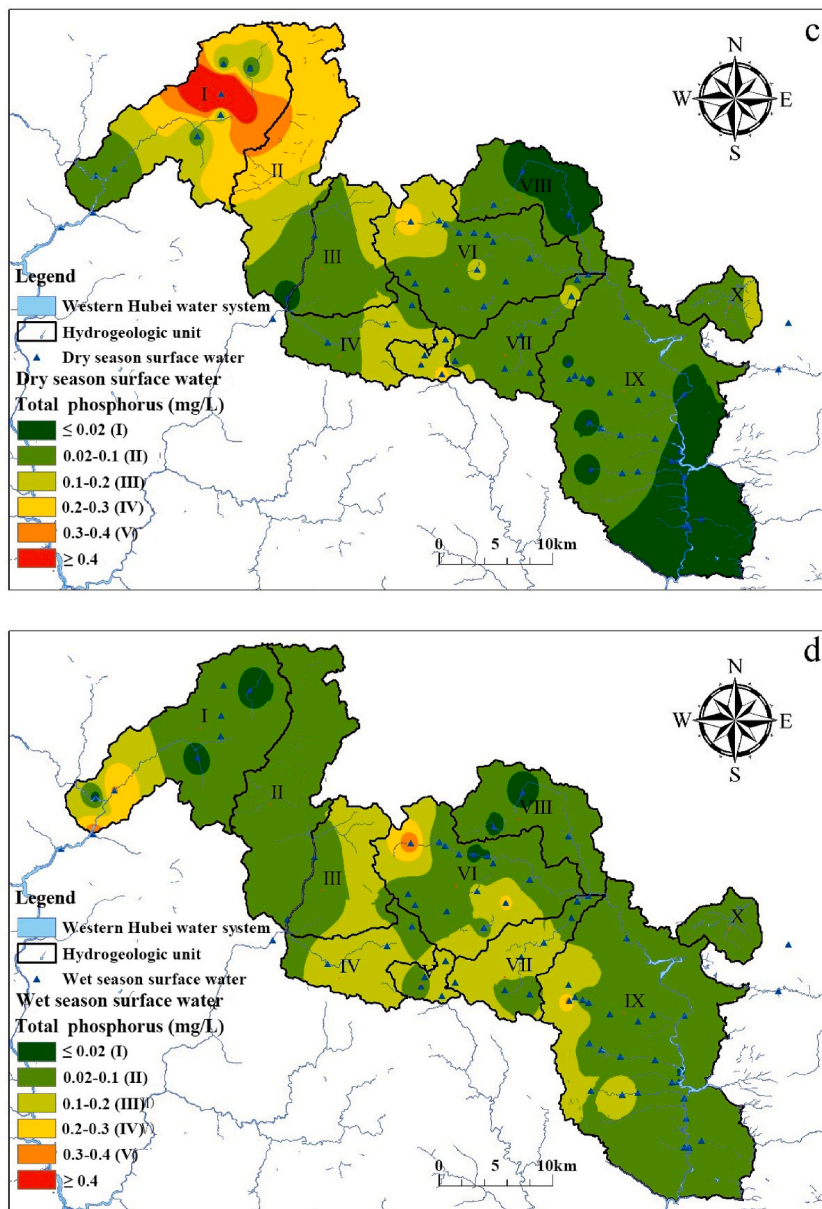 c
N
W E
S
I
II
VIII
III
VI
X
IV
VII
IX
Legend
Western Hubei water system
Hydrogeologic unit
Dry season surface water
Dry season surface water
Total phosphorus (mg/L)
≤ 0.02 (I)
0.02-0.1 (II)
0.1-0.2 (III)
0.2-0.3 (IV)
0.3-0.4 (V)
≥ 0.4
0 5 10km
d
N
W E
S
I
II
VIII
III
VI
X
IV
VII
IX
Legend
Western Hubei water system
Hydrogeologic unit
Wet season surface water
Wet season surface water
Total phosphorus (mg/L)
≤ 0.02 (I)
0.02-0.1 (II)
0.1-0.2 (III)
0.2-0.3 (IV)
0.3-0.4 (V)
≥ 0.4
0 5 10km